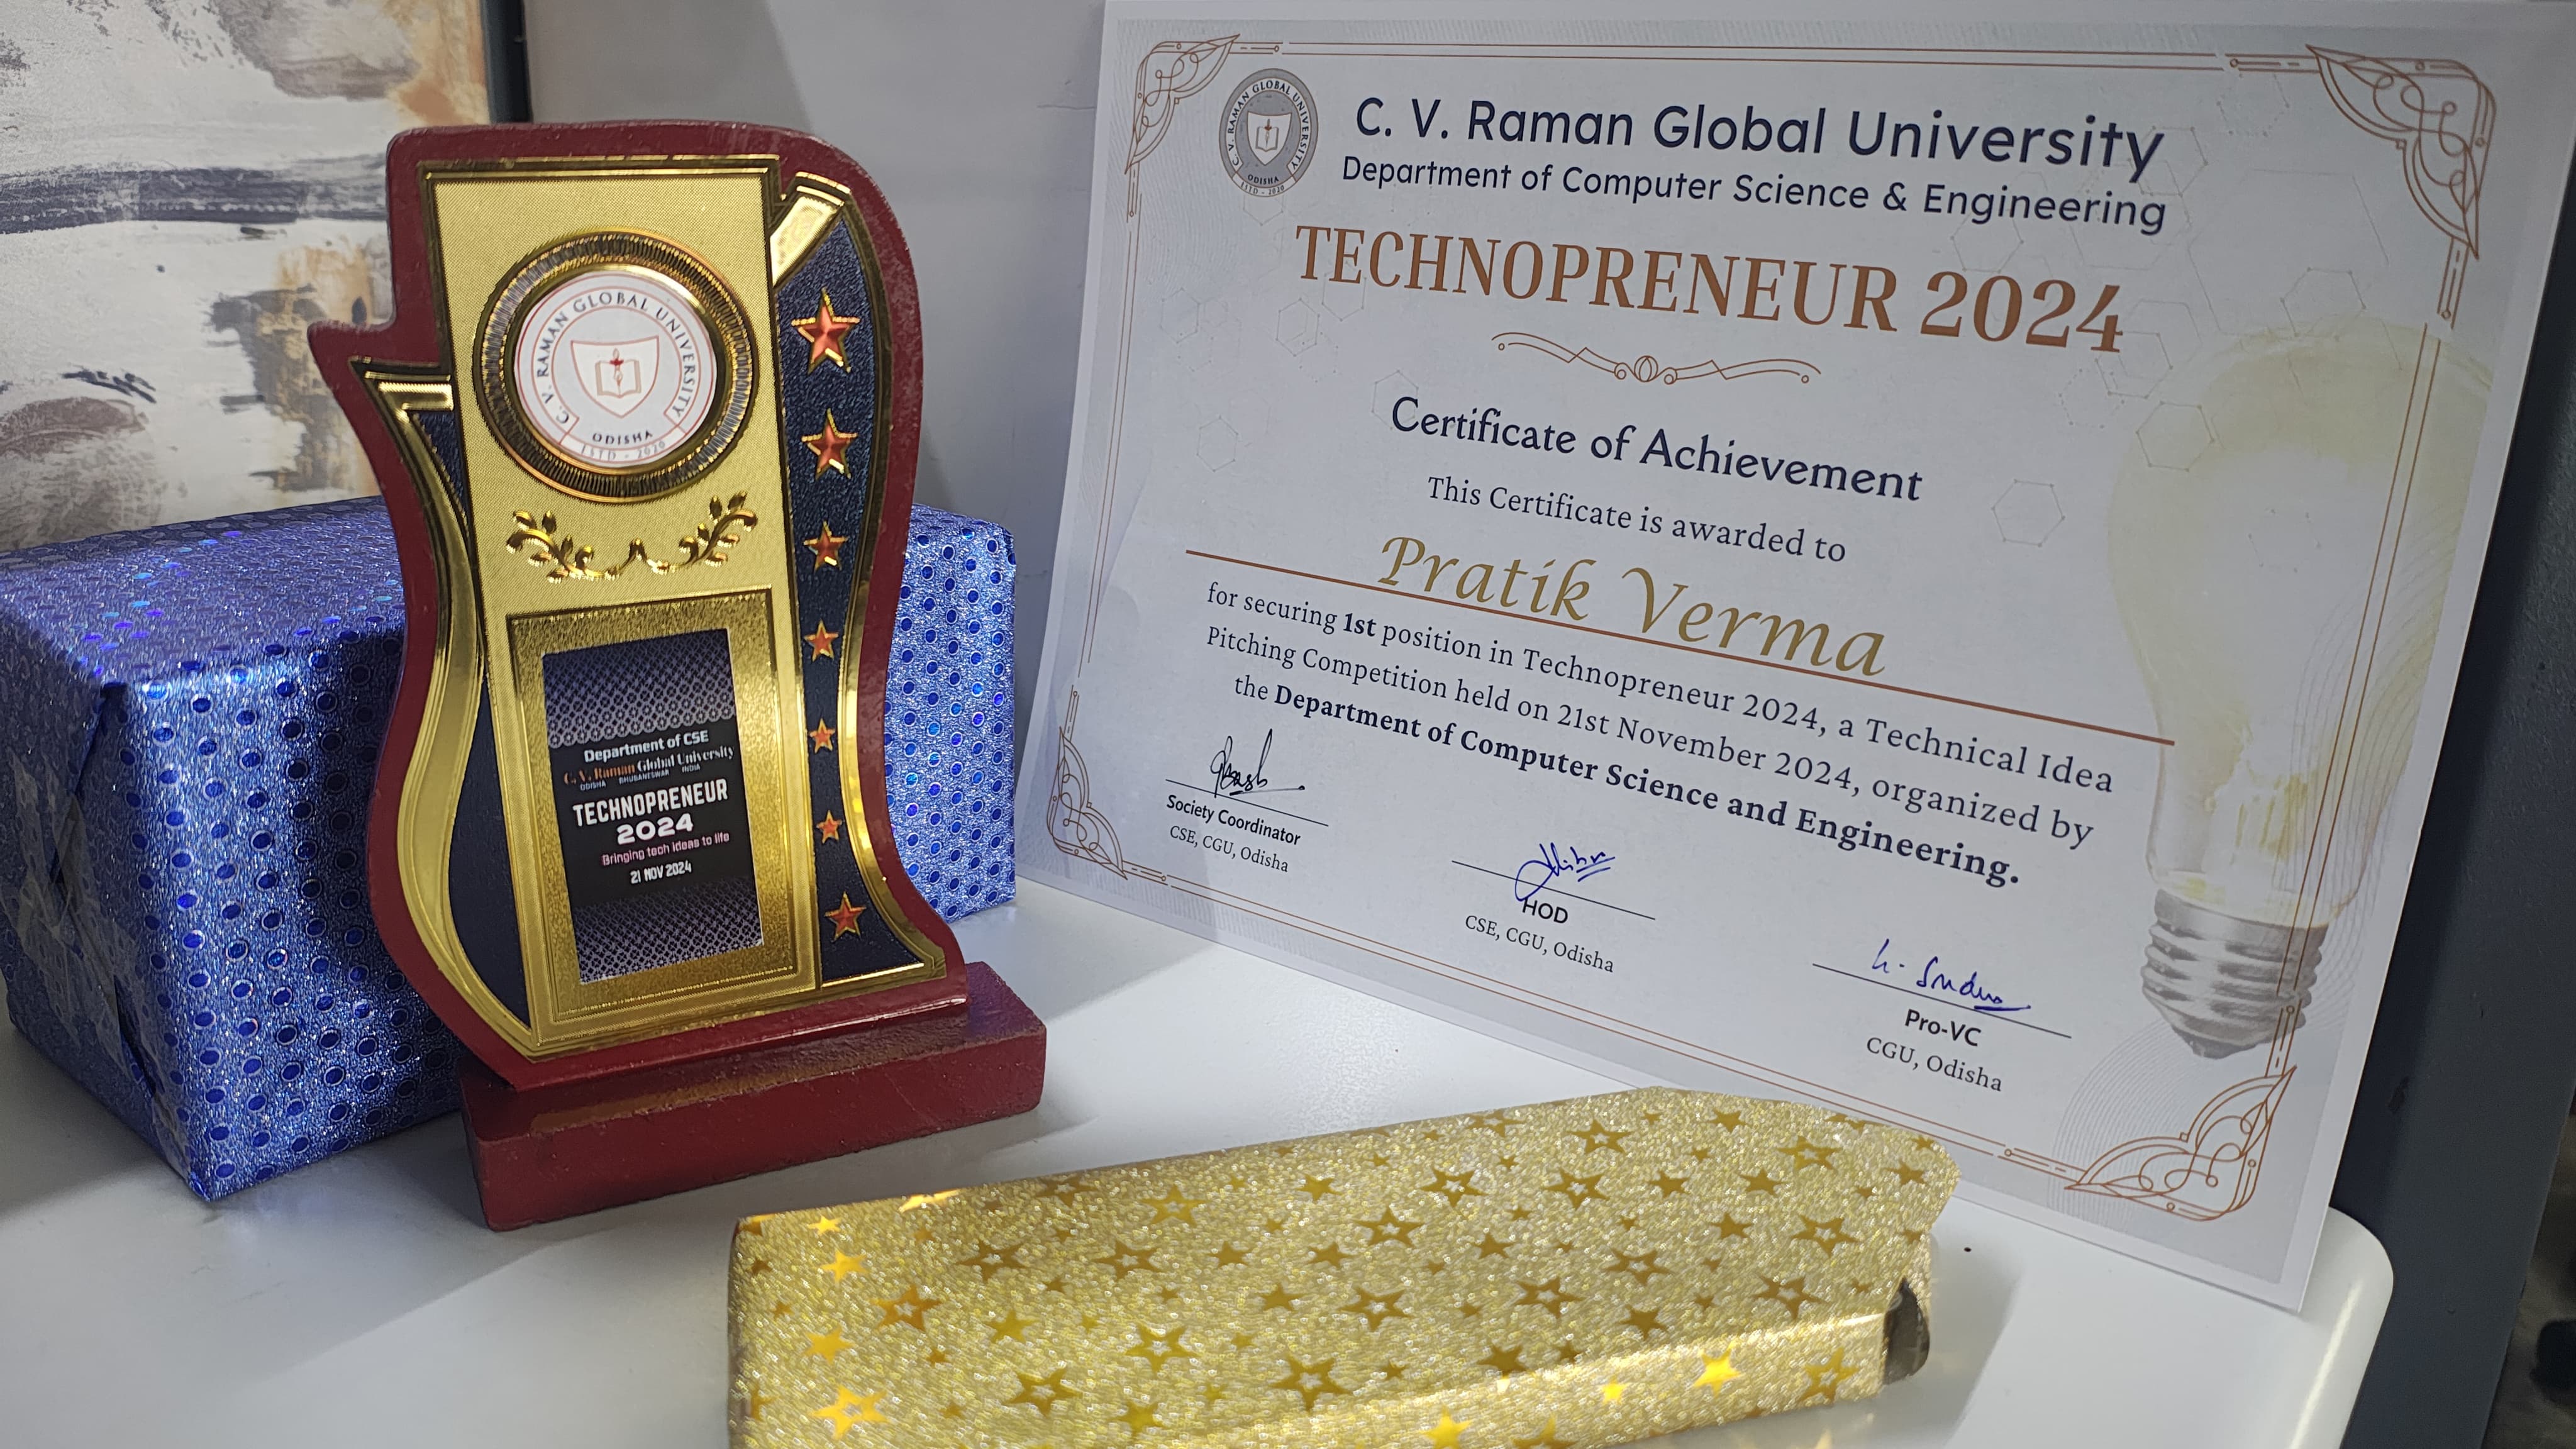 C. V. RAMAN GLOBAL UNIVERSITY
ODISHA
ESTD - 2020
Department of CSE
C. V. Raman Global University
ODISHA BHUBANESWAR INDIA
TECHNOPRENEUR
2024
Bringing tech ideas to life
21 NOV 2024
C. V. RAMAN GLOBAL UNIVERSITY
ODISHA
ESTD - 2020
C. V. Raman Global University
Department of Computer Science & Engineering
TECHNOPRENEUR 2024
Certificate of Achievement
This Certificate is awarded to
Pratik Verma
for securing 1st position in Technopreneur 2024, a Technical Idea
Pitching Competition held on 21st November 2024, organized by
the Department of Computer Science and Engineering.
Society Coordinator
CSE, CGU, Odisha
HOD
CSE, CGU, Odisha
Pro-VC
CGU, Odisha